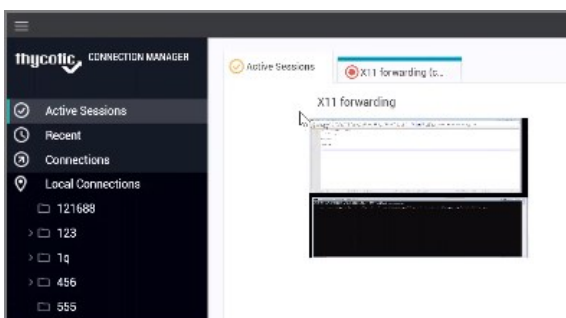 thycotic CONNECTION MANAGER
Active Sessions
Recent
Connections
Local Connections
121688
123
1q
456
555
Active Sessions
X11 forwarding (c...
X11 forwarding